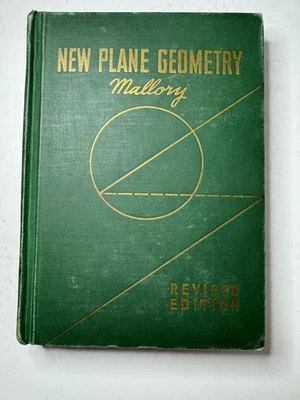 NEW PLANE GEOMETRY
Mallory
REVISED
EDITION